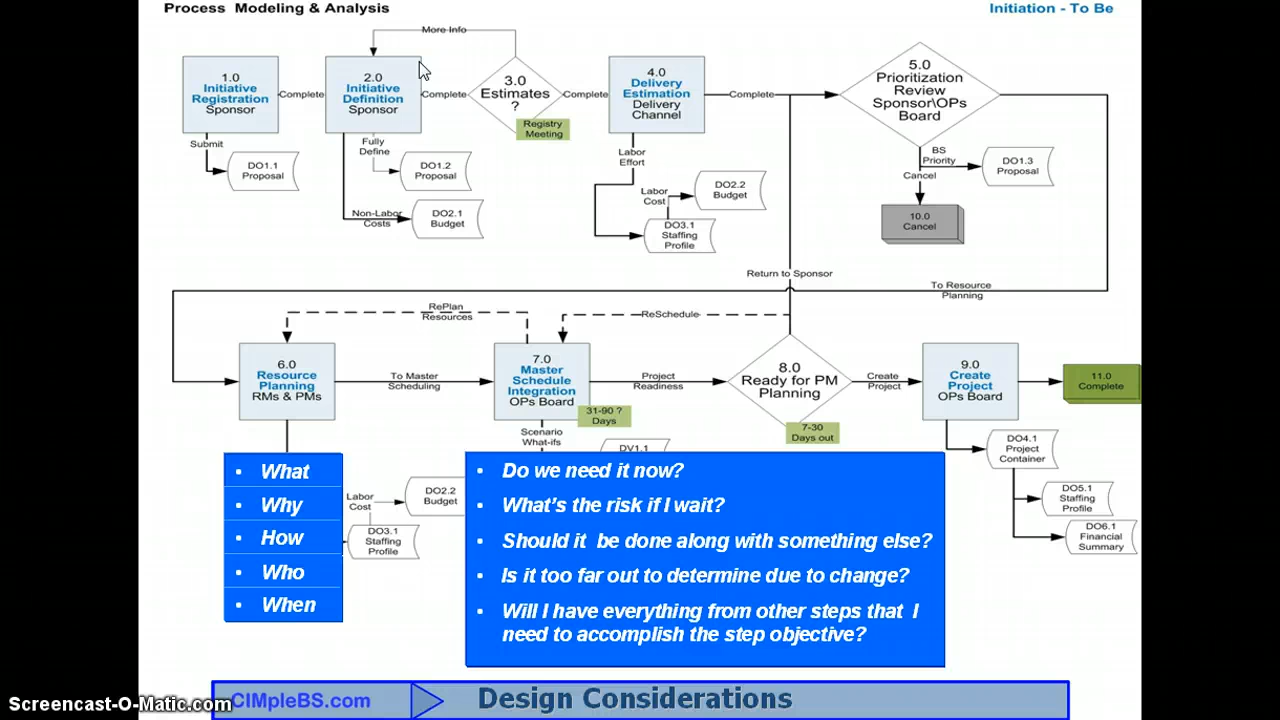 Process Modeling & Analysis
Initiation - To Be
More Info
1.0
Initiative
Registration
Sponsor
Complete
2.0
Initiative
Definition
Sponsor
Complete
3.0
Estimates
?
Registry
Meeting
Complete
4.0
Delivery
Estimation
Delivery
Channel
Complete
5.0
Prioritization
Review
Sponsor\OPs
Board
Submit
DO1.1
Proposal
Fully
Define
DO1.2
Proposal
Non-Labor
Costs
DO2.1
Budget
Labor
Effort
Labor
Cost
DO2.2
Budget
DO3.1
Staffing
Profile
BS
Priority
DO1.3
Proposal
Cancel
10.0
Cancel
Return to Sponsor
To Resource
Planning
RePlan
Resources
ReSchedule
6.0
Resource
Planning
RMs & PMs
To Master
Scheduling
7.0
Master
Schedule
Integration
OPs Board
31-90 ?
Days
Project
Readiness
8.0
Ready for PM
Planning
7-30
Days out
Create
Project
9.0
Create
Project
OPs Board
11.0
Complete
Scenario
What-ifs
DV1.1
DO4.1
Project
Container
DO5.1
Staffing
Profile
DO6.1
Financial
Summary
Labor
Cost
DO2.2
Budget
DO3.1
Staffing
Profile
• What
• Why
• How
• Who
• When
• Do we need it now?
• What's the risk if I wait?
• Should it be done along with something else?
• Is it too far out to determine due to change?
• Will I have everything from other steps that I
need to accomplish the step objective?
CIMpleBS.com
Design Considerations
Screencast-O-Matic.com